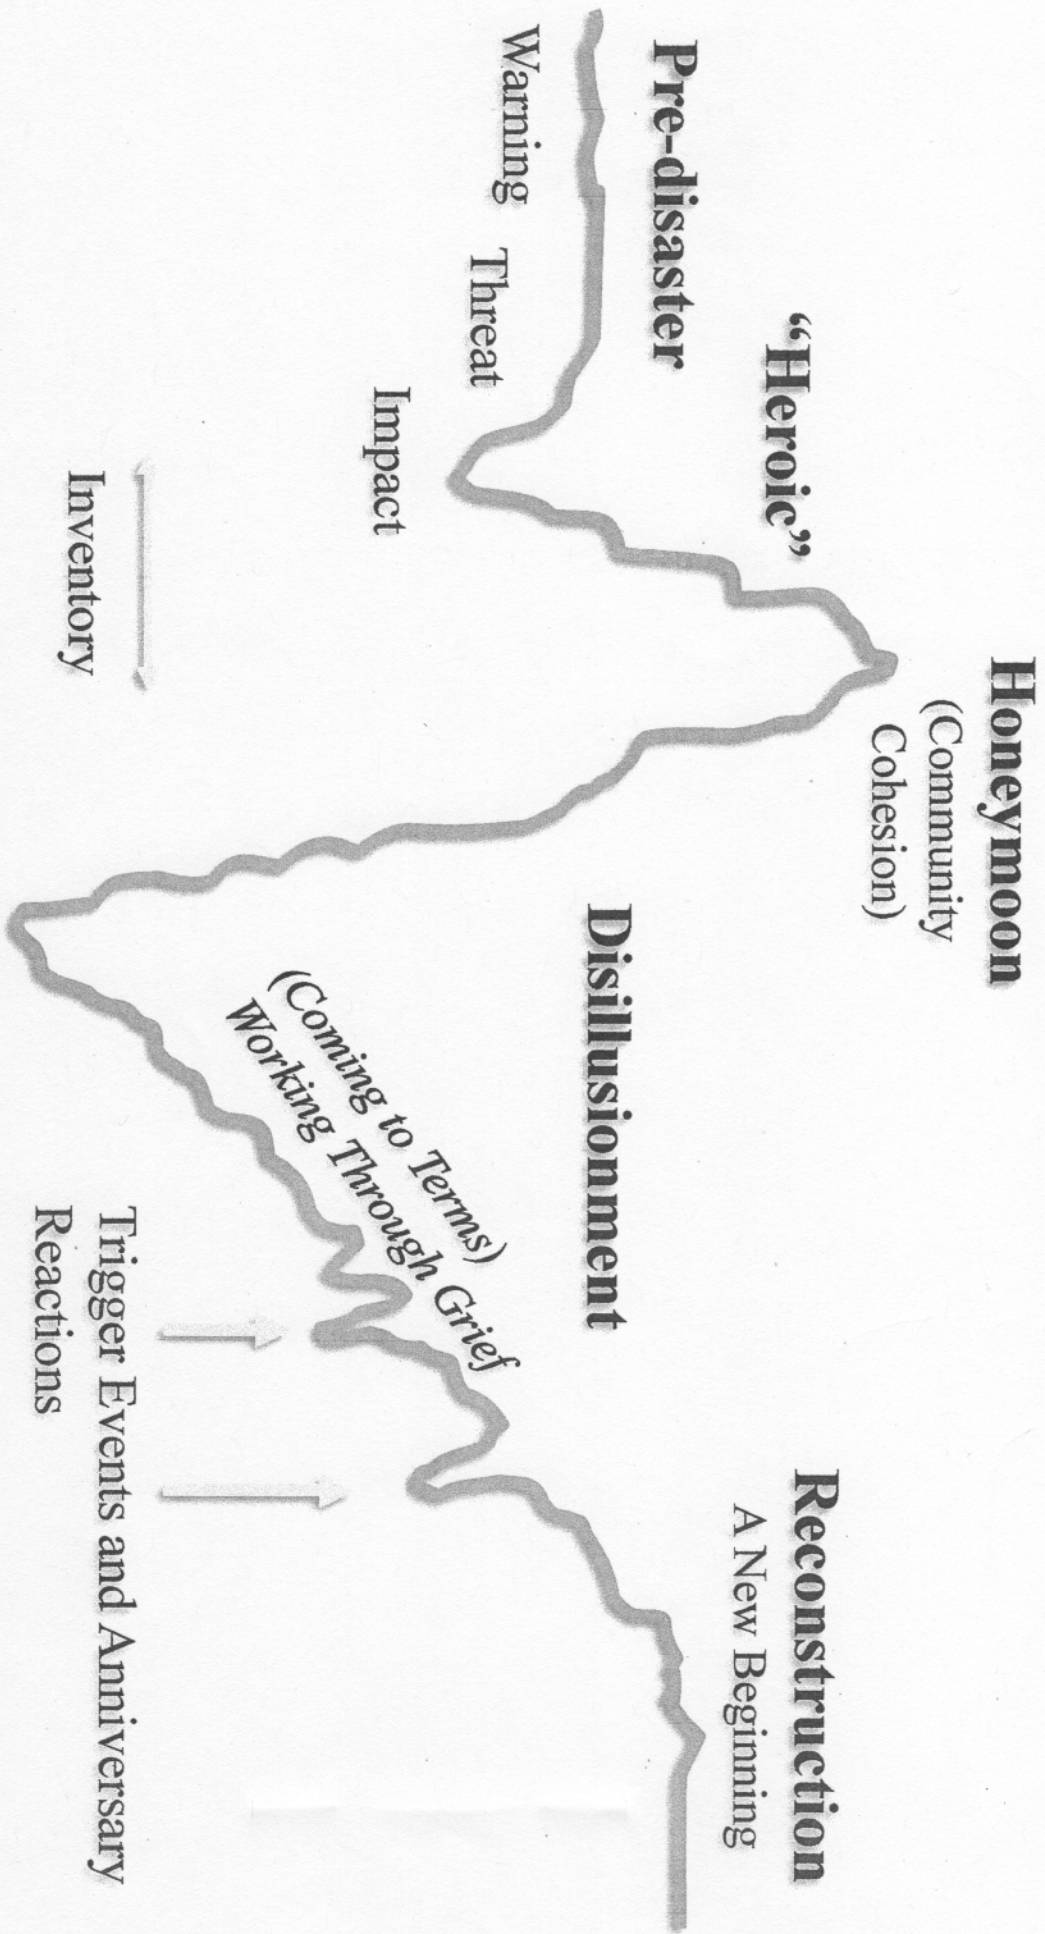 Pre-disaster
Warning
Threat
Impact
“Heroic”
Inventory
Honeymoon
(Community
Cohesion)
Disillusionment
(Coming to Terms)
Working Through Grief
Trigger Events and Anniversary
Reactions
Reconstruction
A New Beginning